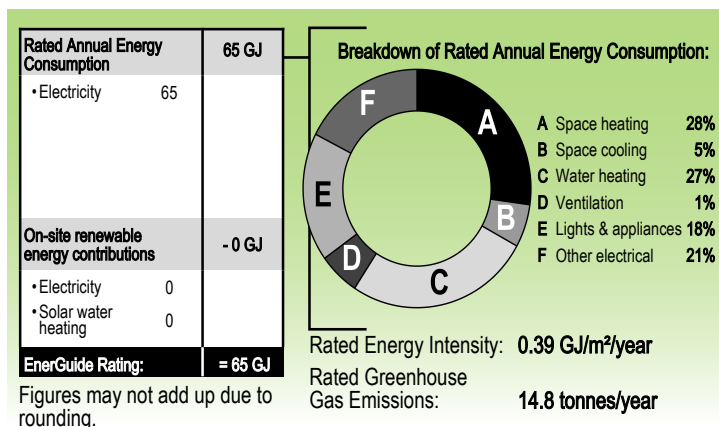 Rated Annual Energy
Consumption
65 GJ
• Electricity 65
On-site renewable
energy contributions
- 0 GJ
• Electricity 0
• Solar water
heating 0
EnerGuide Rating: = 65 GJ
Figures may not add up due to
rounding.
Breakdown of Rated Annual Energy Consumption:
A
B
C
D
E
F
A Space heating 28%
B Space cooling 5%
C Water heating 27%
D Ventilation 1%
E Lights & appliances 18%
F Other electrical 21%
Rated Energy Intensity: 0.39 GJ/m²/year
Rated Greenhouse
Gas Emissions: 14.8 tonnes/year